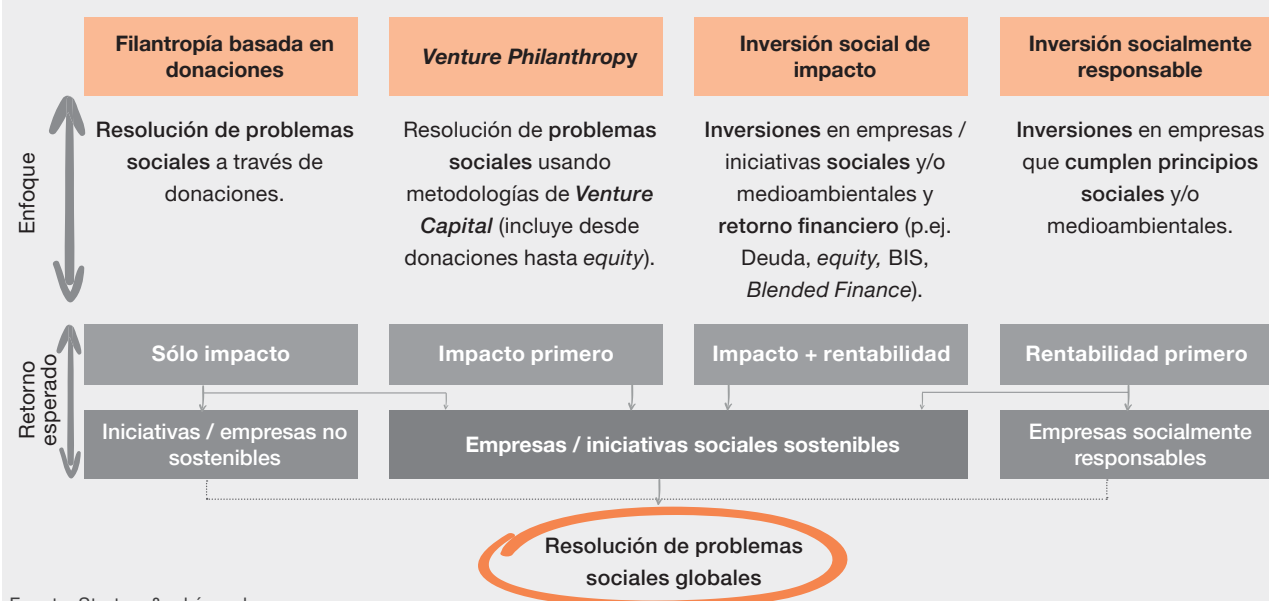 Filantropía basada en
donaciones
Venture Philanthropy
Inversión social de
impacto
Inversión socialmente
responsable
Enfoque
Resolución de problemas
sociales a través de
donaciones.
Resolución de problemas
sociales usando
metodologías de Venture
Capital (incluye desde
donaciones hasta equity).
Inversiones en empresas /
iniciativas sociales y/o
medioambientales y
retorno financiero (p.ej.
Deuda, equity, BIS,
Blended Finance).
Inversiones en empresas
que cumplen principios
sociales y/o
medioambientales.
Retorno
esperado
Sólo impacto
Impacto primero
Impacto + rentabilidad
Rentabilidad primero
Iniciativas / empresas no
sostenibles
Empresas / iniciativas sociales sostenibles
Empresas socialmente
responsables
Resolución de problemas
sociales globales